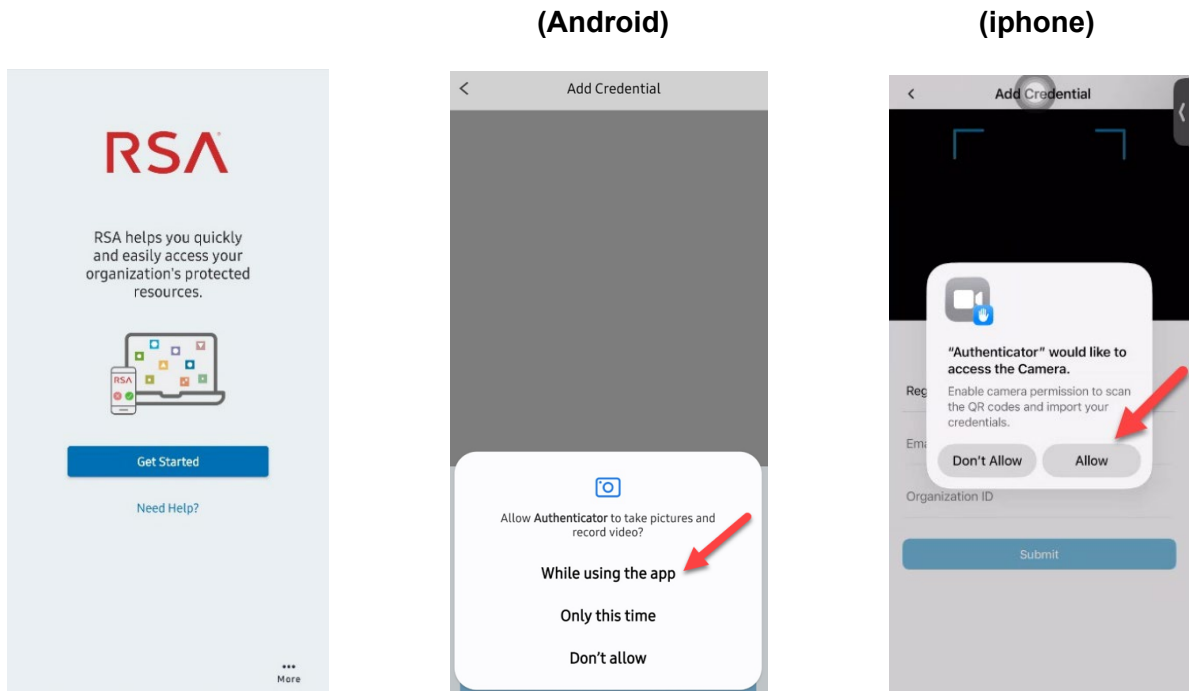 (Android)
(iphone)
RSA
RSA helps you quickly
and easily access your
organization's protected
resources.
RSA
Get Started
Need Help?
...
More
< Add Credential
Allow Authenticator to take pictures and
record video?
While using the app
Only this time
Don't allow
< Add Credential
"Authenticator" would like to
access the Camera.
Enable camera permission to scan
the QR codes and import your
credentials.
Don't Allow Allow
Reg
Ema
Organization ID
Submit